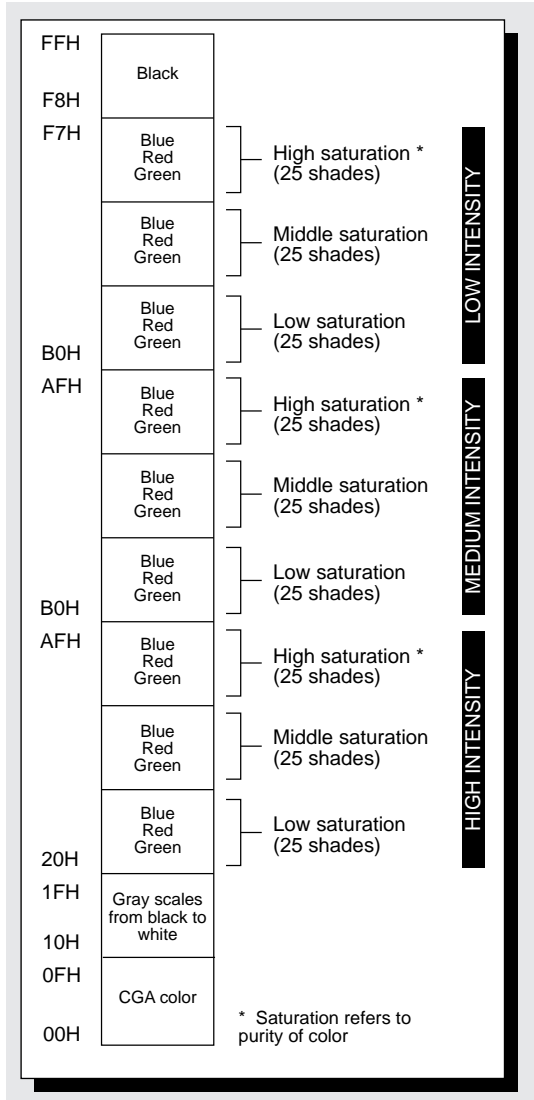 FFH
Black
F8H
F7H
Blue
Red
Green
High saturation *
(25 shades)
Blue
Red
Green
Middle saturation
(25 shades)
Blue
Red
Green
Low saturation
(25 shades)
B0H
LOW INTENSITY
AFH
Blue
Red
Green
High saturation *
(25 shades)
Blue
Red
Green
Middle saturation
(25 shades)
Blue
Red
Green
Low saturation
(25 shades)
B0H
MEDIUM INTENSITY
AFH
Blue
Red
Green
High saturation *
(25 shades)
Blue
Red
Green
Middle saturation
(25 shades)
Blue
Red
Green
Low saturation
(25 shades)
20H
HIGH INTENSITY
1FH
Gray scales
from black to
white
10H
0FH
CGA color
00H
* Saturation refers to
purity of color